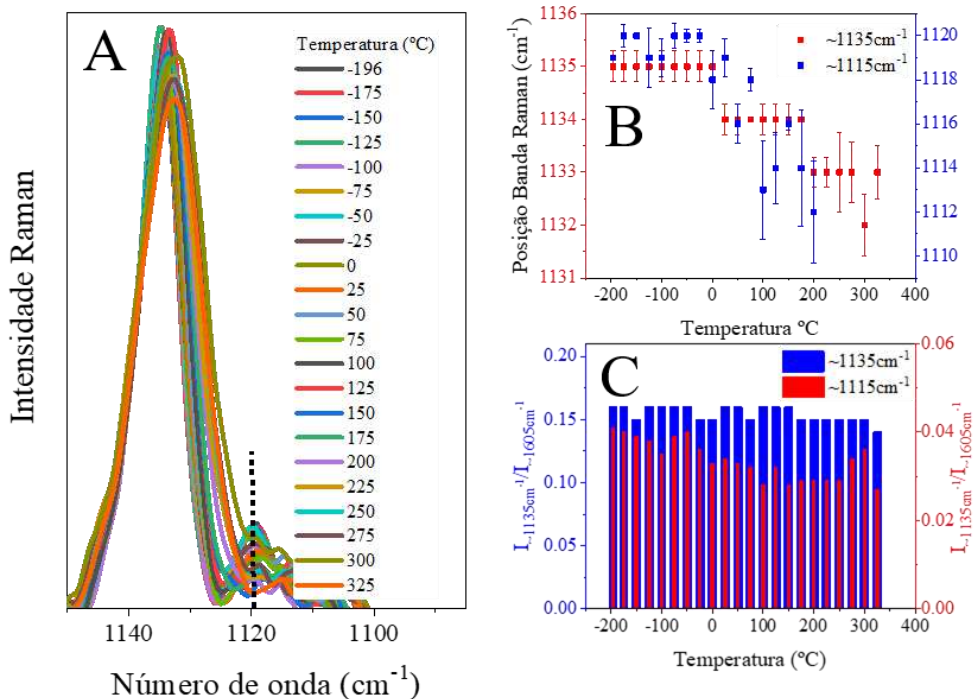 A
Temperatura (ºC)
-196
-175
-150
-125
-100
-75
-50
-25
0
25
50
75
100
125
150
175
200
225
250
275
300
325
Intensidade Raman
1140 1120 1100
Número de onda (cm-1)
B
~1135cm-1
~1115cm-1
Posição Banda Raman (cm-1)
1136
1135
1134
1133
1132
1131
1120
1118
1116
1114
1112
1110
-200 -100 0 100 200 300 400
Temperatura ºC
C
~1135cm-1
~1115cm-1
I~1135cm-1/I~1605cm-1
0.20
0.15
0.10
0.05
0.00
0.06
0.04
0.02
0.00
I~1135cm-1/I~1605cm-1
-200 -100 0 100 200 300 400
Temperatura (ºC)